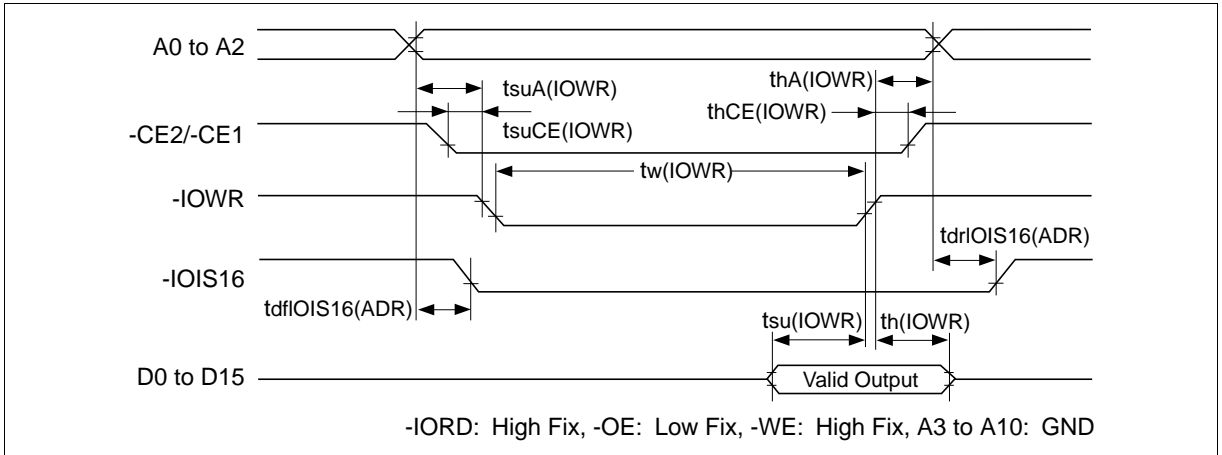 A0 to A2
tsuA(IOWR)
thA(IOWR)
thCE(IOWR)
-CE2/-CE1
tsuCE(IOWR)
tw(IOWR)
-IOWR
tdrIOIS16(ADR)
-IOIS16
tdfIOIS16(ADR)
tsu(IOWR)
th(IOWR)
D0 to D15
Valid Output
-IORD: High Fix, -OE: Low Fix, -WE: High Fix, A3 to A10: GND